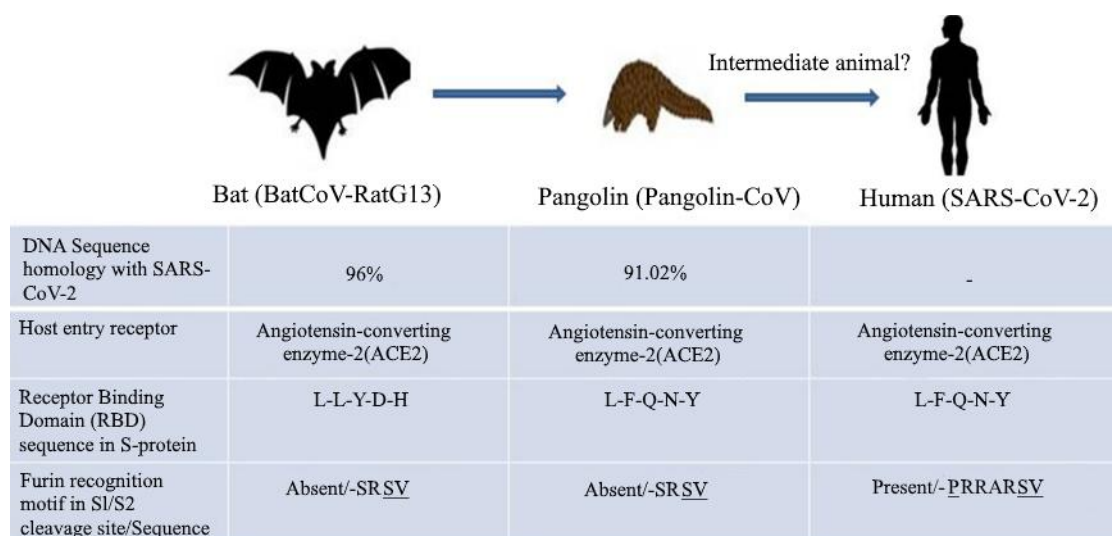 Intermediate animal?
Bat (BatCoV-RatG13)
Pangolin (Pangolin-CoV)
Human (SARS-CoV-2)
DNA Sequence
homology with SARS-
CoV-2
96%
91.02%
-
Host entry receptor
Angiotensin-converting
enzyme-2(ACE2)
Angiotensin-converting
enzyme-2(ACE2)
Angiotensin-converting
enzyme-2(ACE2)
Receptor Binding
Domain (RBD)
sequence in S-protein
L-L-Y-D-H
L-F-Q-N-Y
L-F-Q-N-Y
Furin recognition
motif in Sl/S2
cleavage site/Sequence
Absent/-SRSV
Absent/-SRSV
Present/- PRRARSV